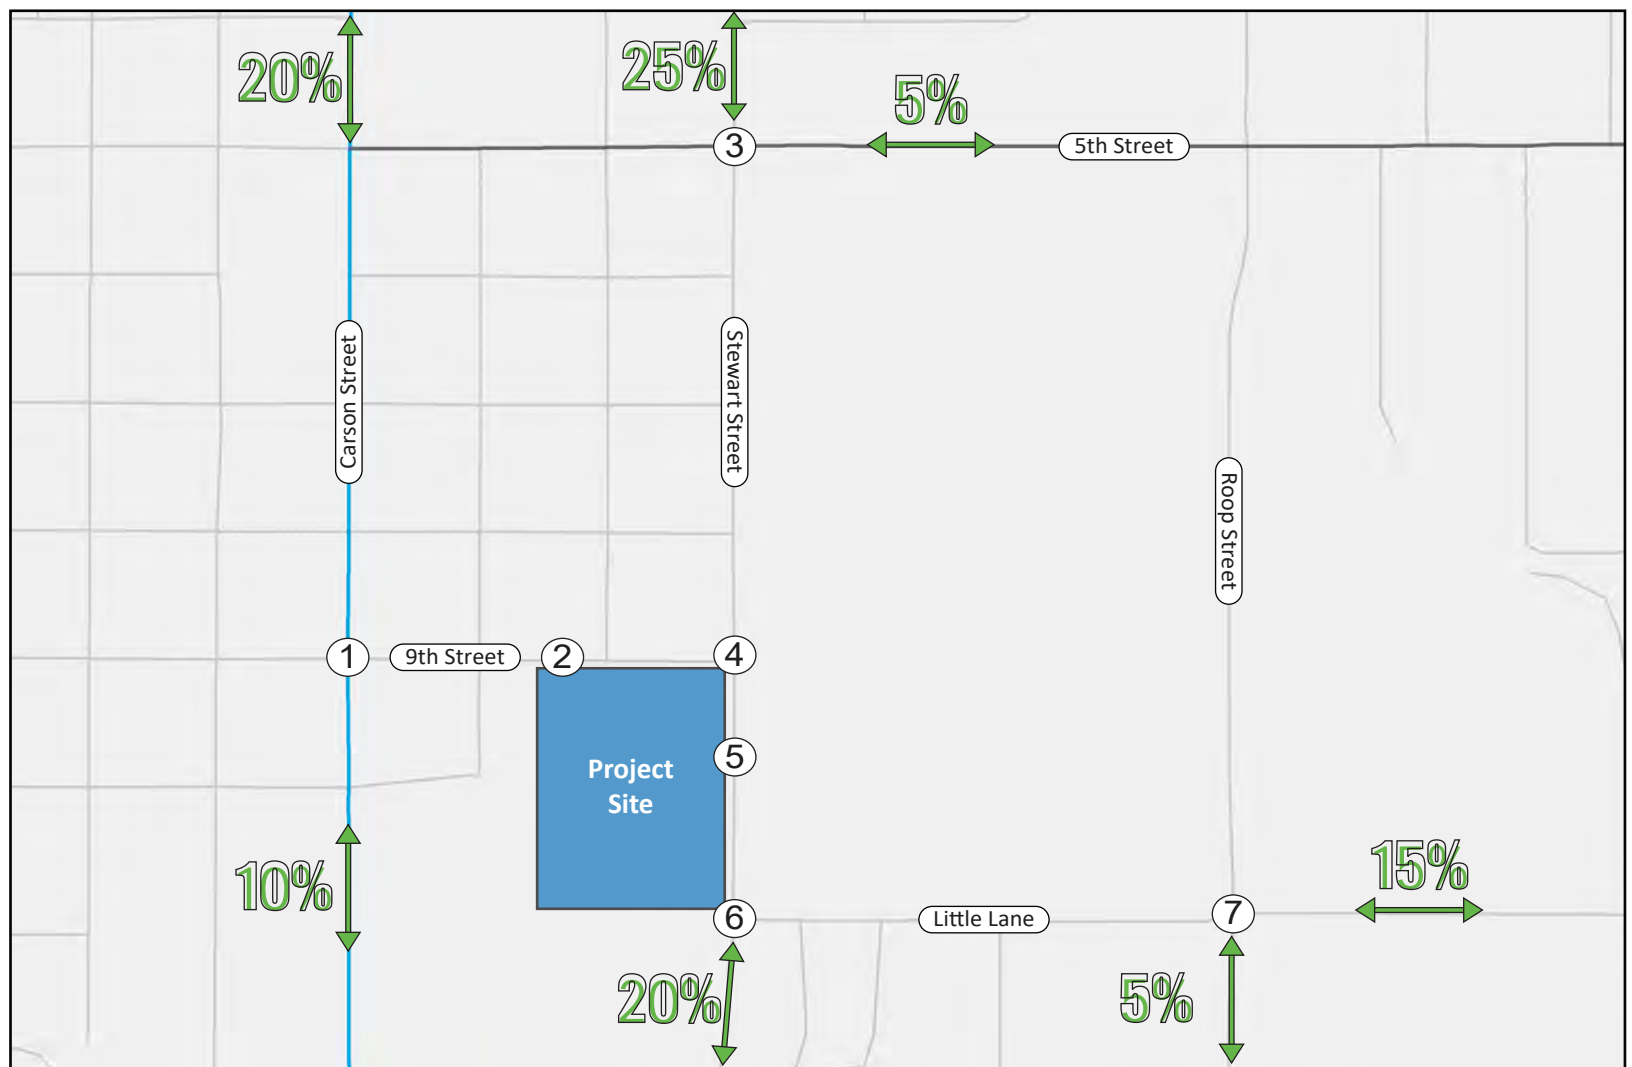 20%
25%
5%
3
5th Street
Carson Street
Stewart Street
Roop Street
1
9th Street
2
4
Project
Site
5
10%
15%
6
Little Lane
7
20%
5%